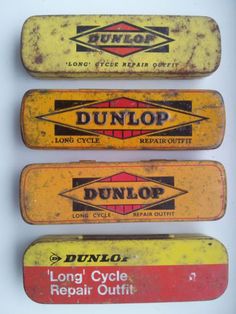 DUNLOP
'LONG' CYCLE REPAIR OUTFIT
DUNLOP
LONG CYCLE REPAIR OUTFIT
DUNLOP
LONG CYCLE REPAIR OUTFIT
DUNLOP
'Long' Cycle
Repair Outfit